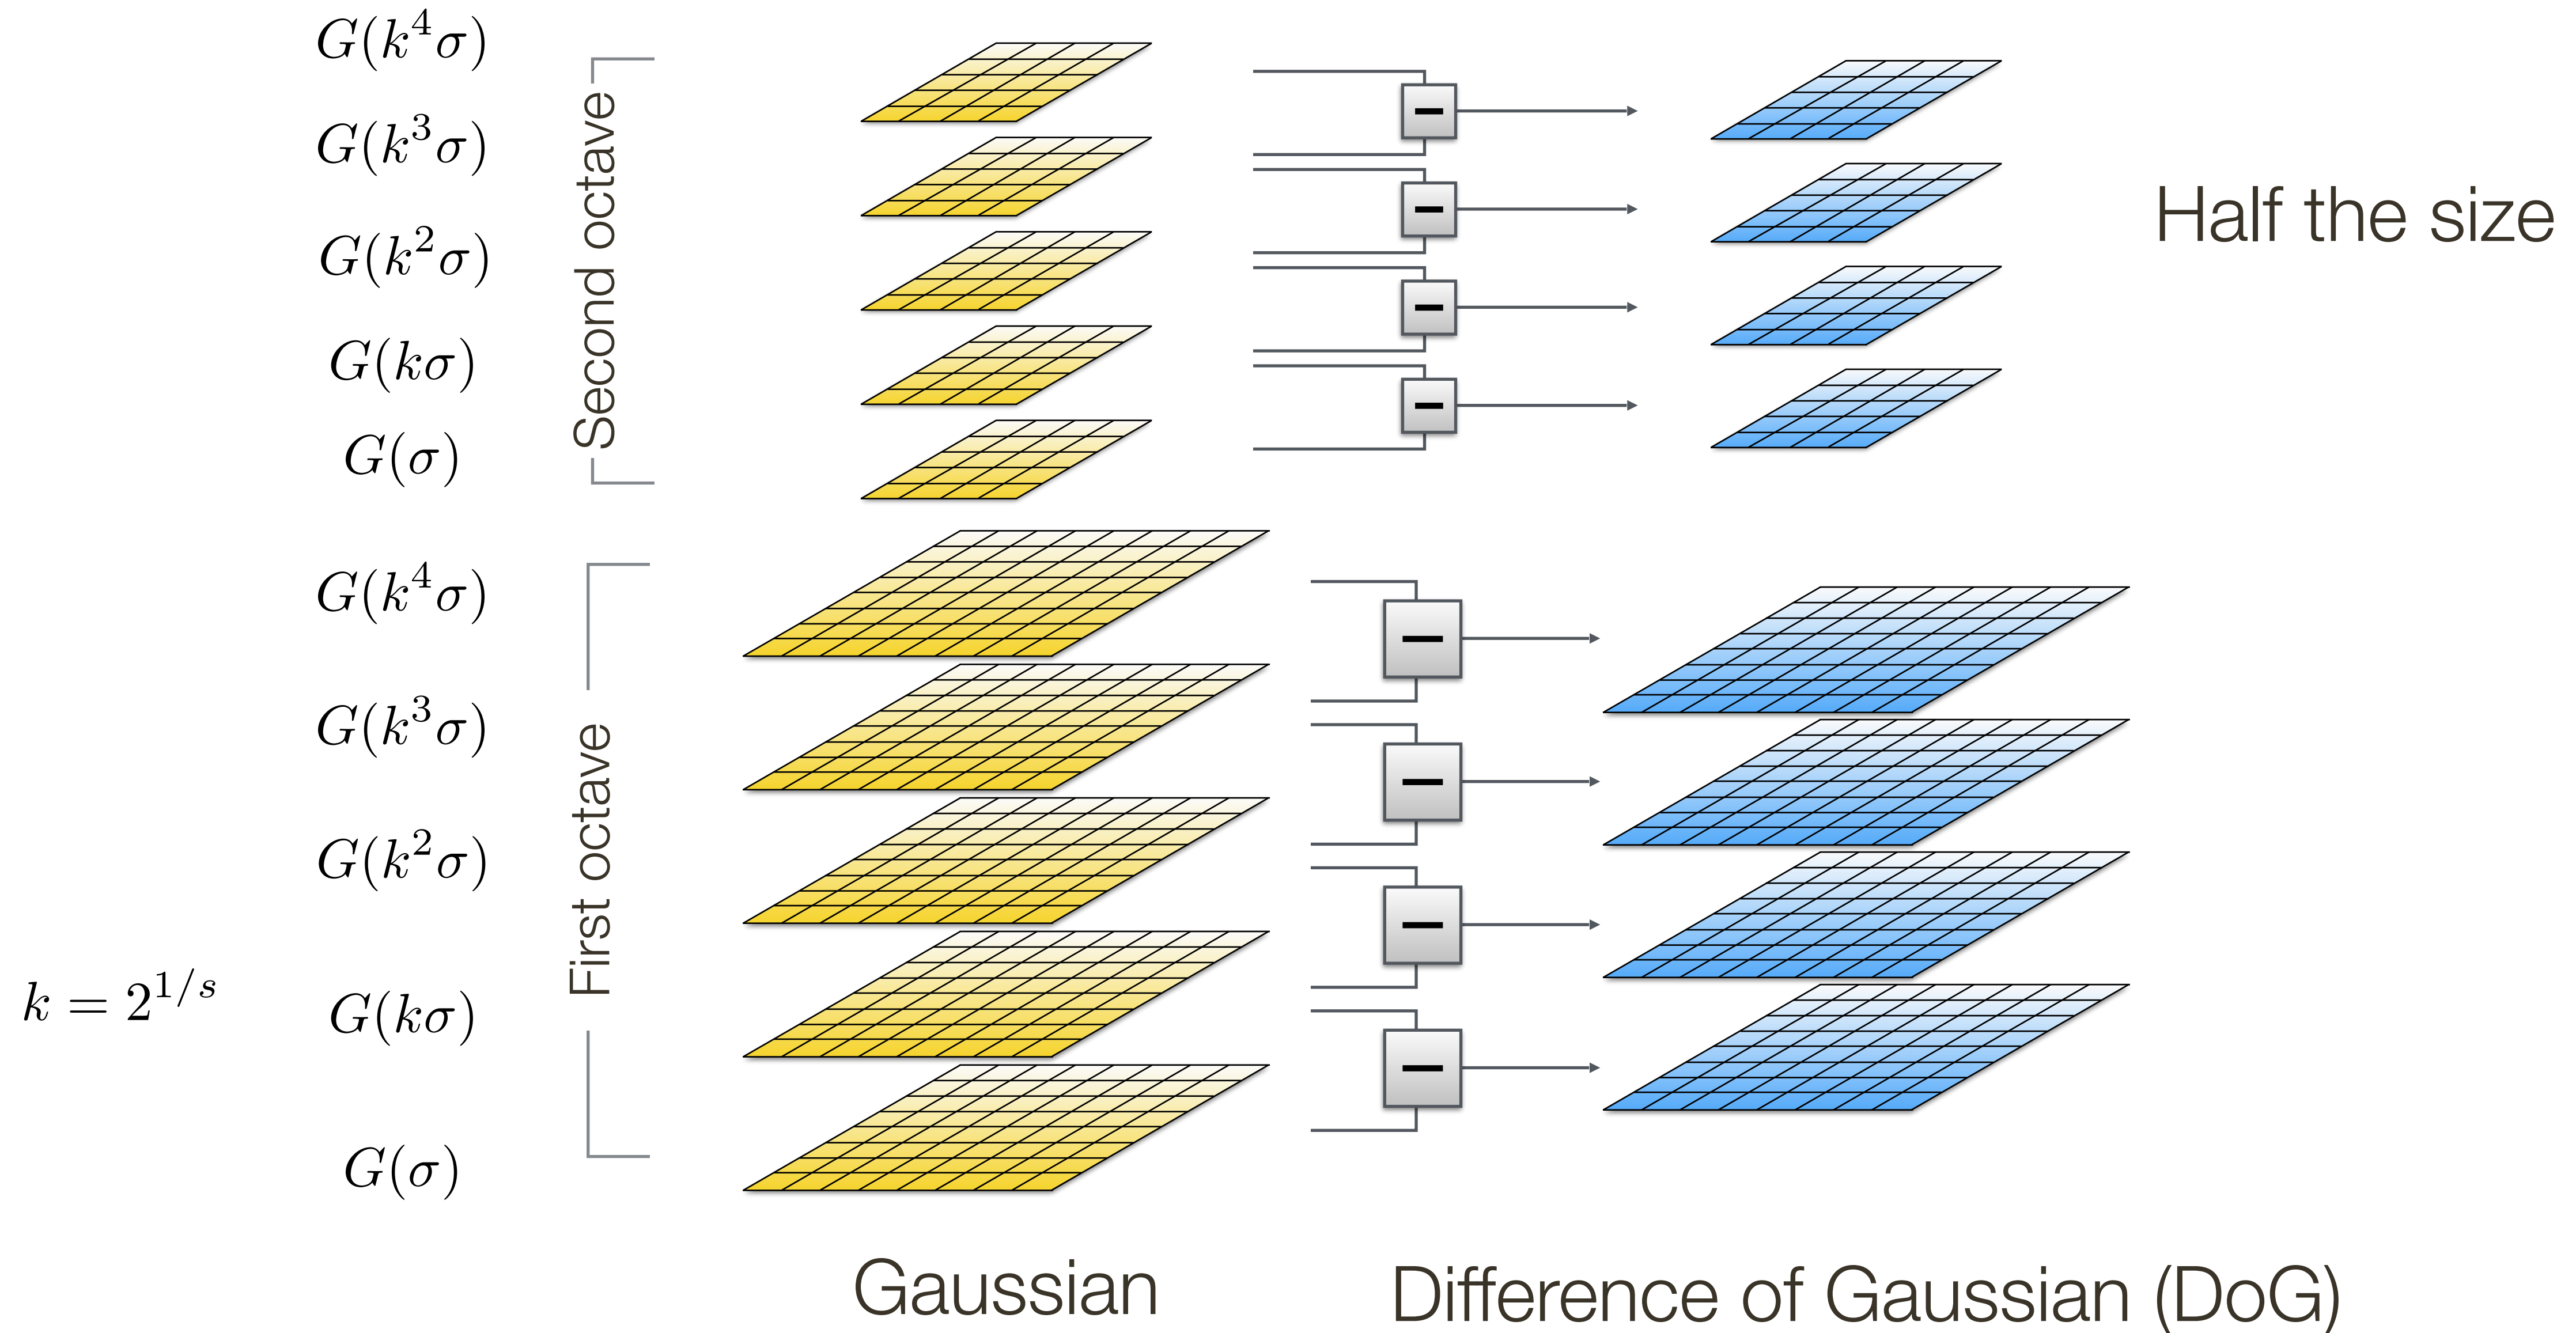 G(k⁴σ)
G(k³σ)
G(k²σ)
G(kσ)
G(σ)
Second octave
Half the size
G(k⁴σ)
G(k³σ)
G(k²σ)
G(kσ)
G(σ)
First octave
k = 2^{1/s}
Gaussian
Difference of Gaussian (DoG)